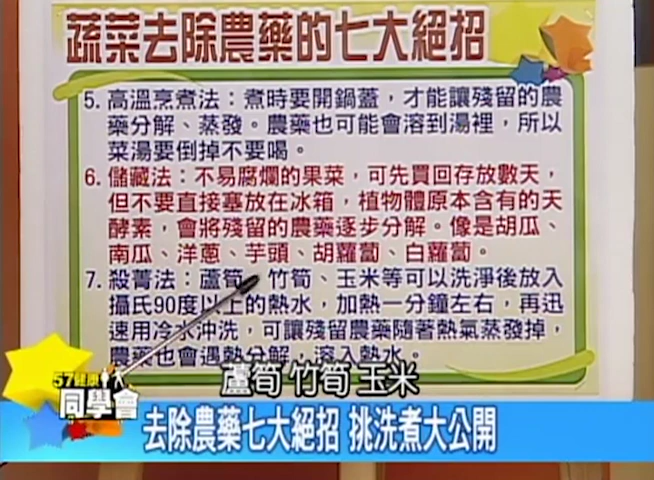 蔬菜去除農藥的七大絕招
5. 高溫烹煮法：煮時要開鍋蓋，才能讓殘留的農
藥分解、蒸發。農藥也可能會溶到湯裡，所以
菜湯要倒掉不要喝。
6. 儲藏法：不易腐爛的果菜，可先買回存放數天，
但不要直接塞放在冰箱，植物體原本含有的天
酵素，會將殘留的農藥逐步分解。像是胡瓜、
南瓜、洋蔥、芋頭、胡蘿蔔、白蘿蔔。
7. 殺菁法：蘆筍、竹筍、玉米等可以洗淨後放入
攝氏90度以上的熱水，加熱一分鐘左右，再迅
速用冷水沖洗，可讓殘留農藥隨著熱氣蒸發掉，
農藥也會遇熱分解，溶入熱水。
蘆筍 竹筍 玉米
57健康
同學會
去除農藥七大絕招 挑洗煮大公開